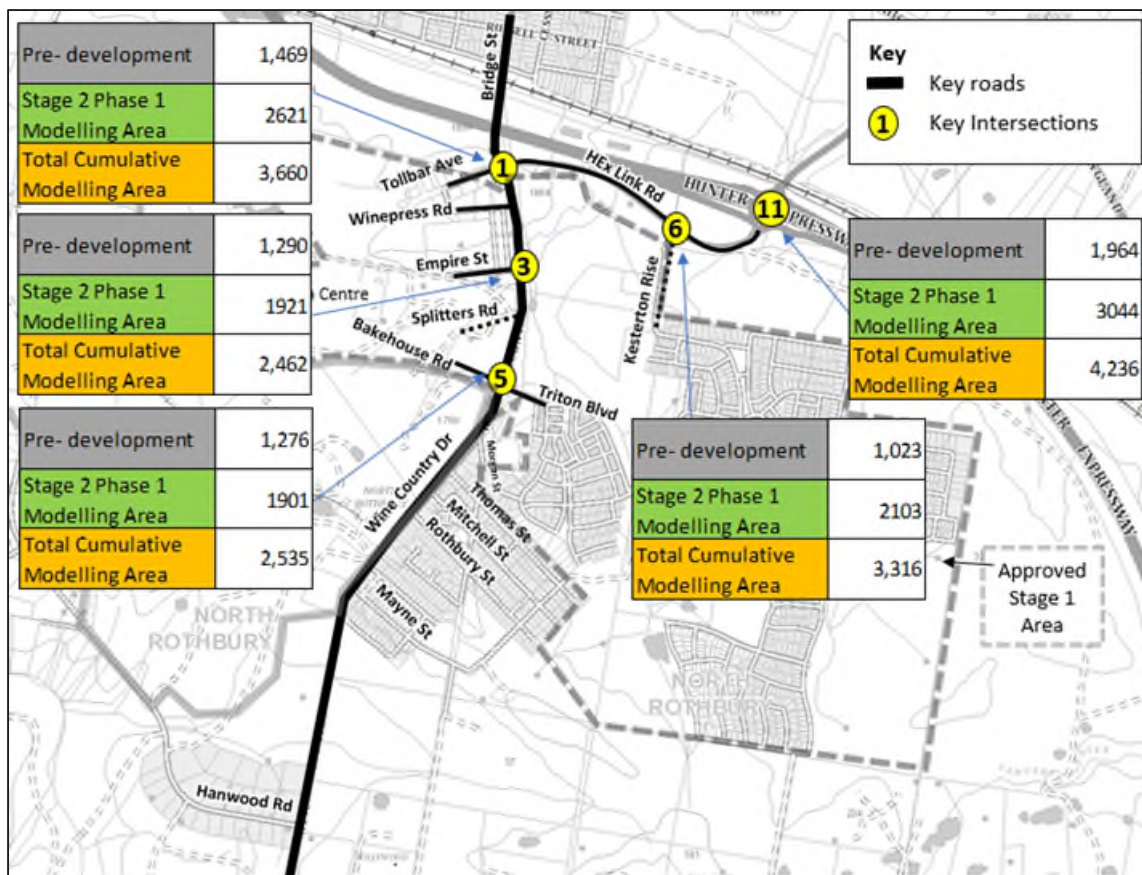 Pre- development 1,469
Stage 2 Phase 1
Modelling Area 2621
Total Cumulative
Modelling Area 3,660
Pre- development 1,290
Stage 2 Phase 1
Modelling Area 1921
Total Cumulative
Modelling Area 2,462
Pre- development 1,276
Stage 2 Phase 1
Modelling Area 1901
Total Cumulative
Modelling Area 2,535
Bridge St
STREET
Key
Key roads
1 Key Intersections
1
Tollbar Ave
Winepress Rd
HEx Link Rd
HUNTER
11
6
Empire St
3
Centre
Splitters Rd
Kesterton Rise
Bakehouse Rd
5
Triton Blvd
Wine Country Dr
Morgan St
Thomas St
Mitchell St
Rothbury St
Mayne St
Pre- development 1,964
Stage 2 Phase 1
Modelling Area 3044
Total Cumulative
Modelling Area 4,236
EXPRESSWAY
Pre- development 1,023
Stage 2 Phase 1
Modelling Area 2103
Total Cumulative
Modelling Area 3,316
Approved
Stage 1
Area
NORTH
ROTHBURY
NORTH
ROTHBURY
Hanwood Rd